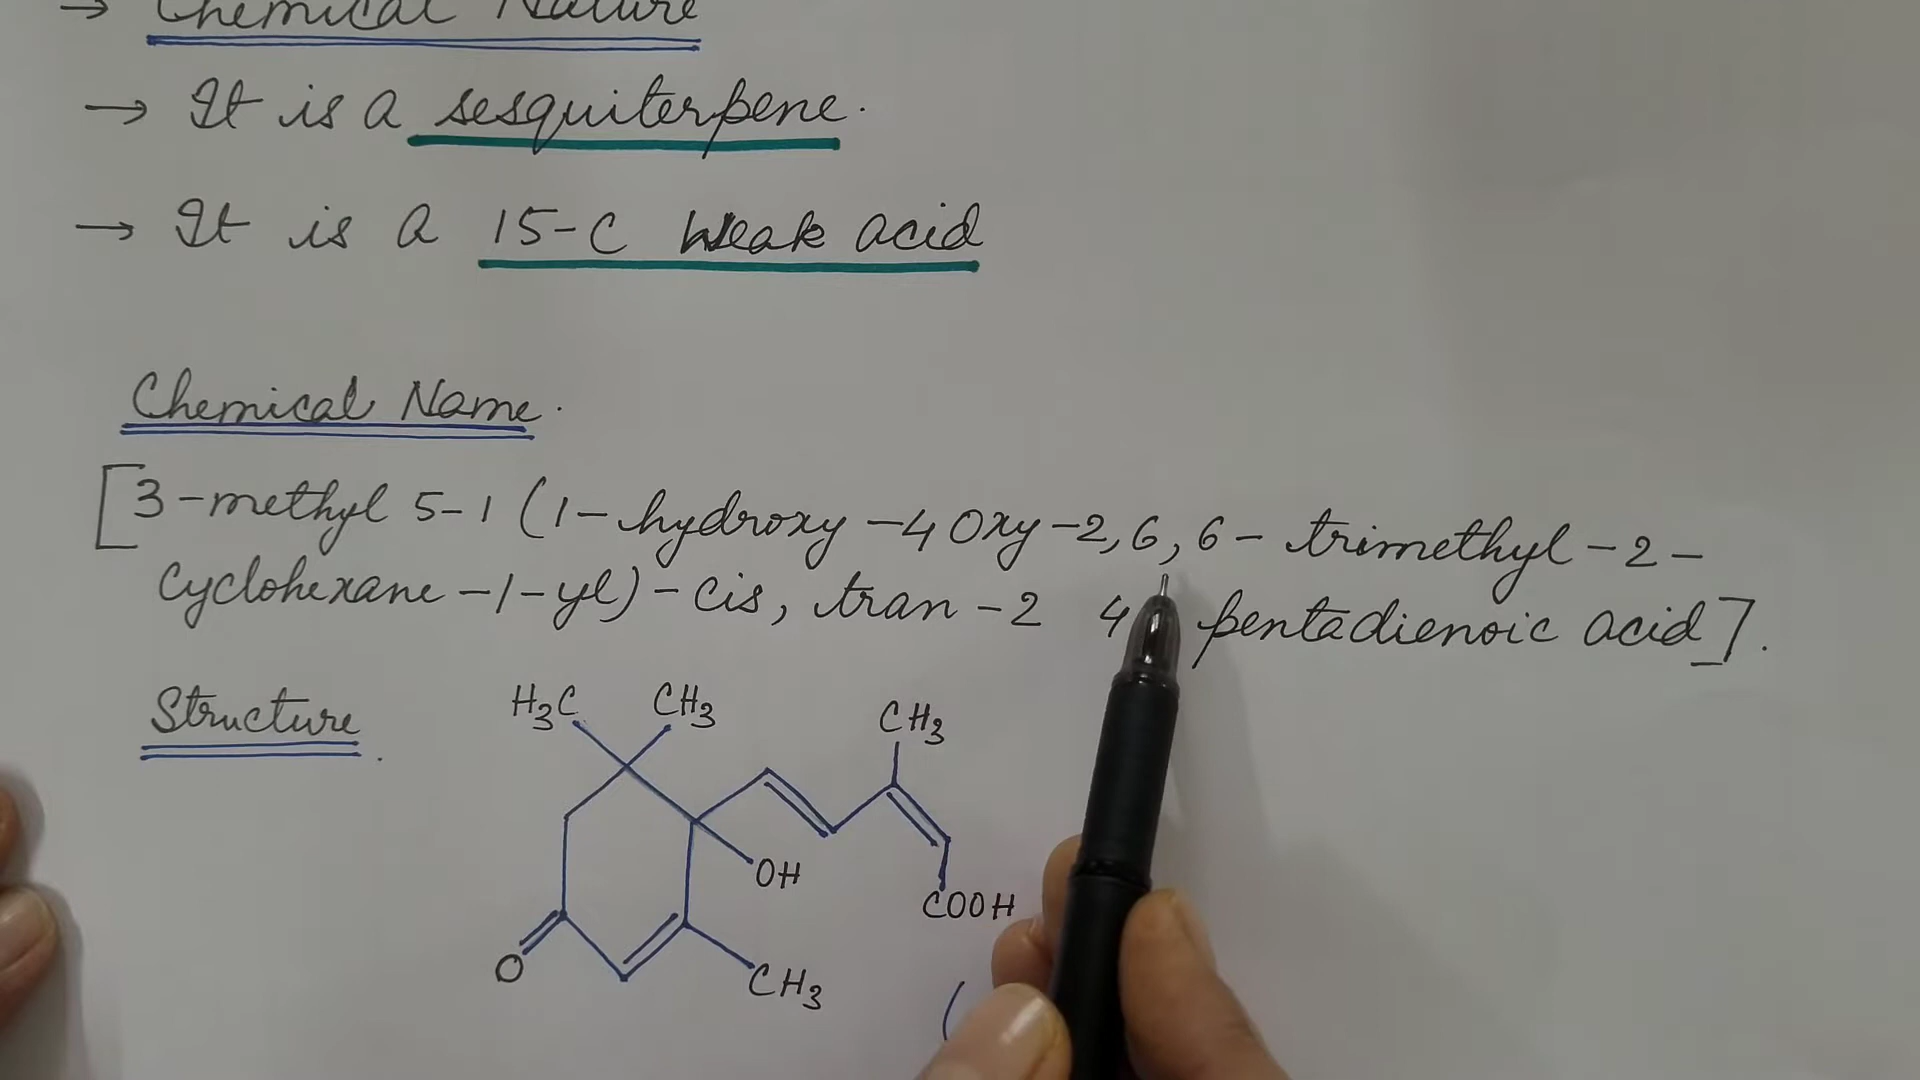 → Chemical Nature
→ It is a sesquiterpene.
→ It is a 15-C weak acid
Chemical Name.
[3-methyl 5-1 (1-hydroxy-4 Oxy-2,6,6-trimethyl-2-
Cyclohexane-1-yl)-cis, tran-2 4 pentadienoic acid].
Structure.
H3C CH3 CH3
OH
COOH
O
CH3
(